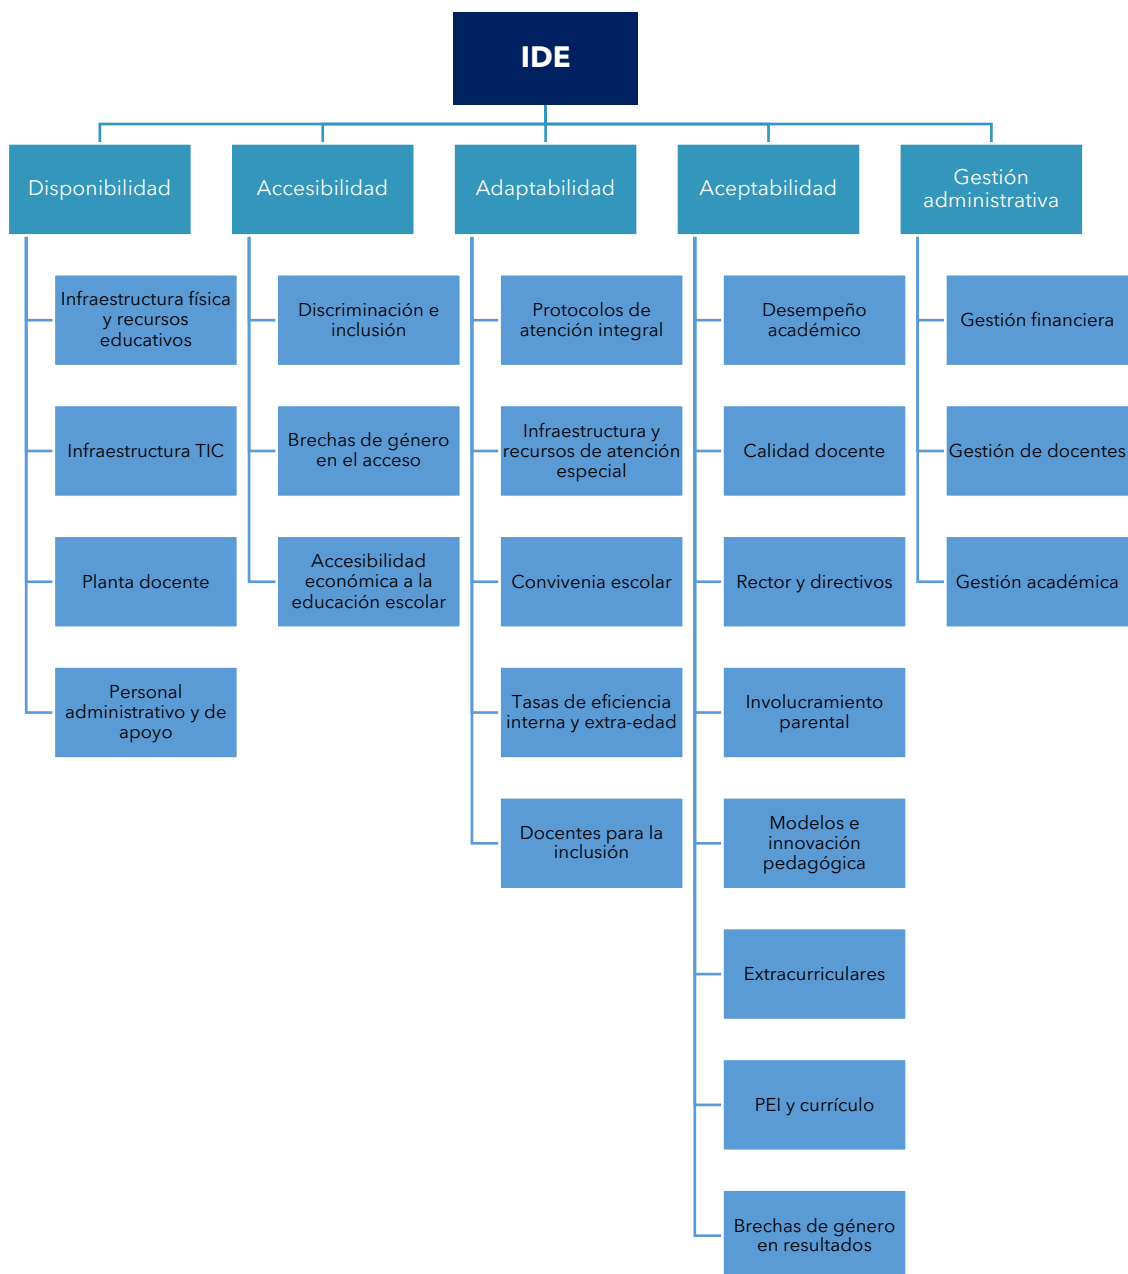 IDE
Disponibilidad
Accesibilidad
Adaptabilidad
Aceptabilidad
Gestión
administrativa
Infraestructura física
y recursos
educativos
Infraestructura TIC
Planta docente
Personal
administrativo y de
apoyo
Discriminación e
inclusión
Brechas de género
en el acceso
Accesibilidad
económica a la
educación escolar
Protocolos de
atención integral
Infraestructura y
recursos de atención
especial
Convivenia escolar
Tasas de eficiencia
interna y extra-edad
Docentes para la
inclusión
Desempeño
académico
Calidad docente
Rector y directivos
Involucramiento
parental
Modelos e
innovación
pedagógica
Extracurriculares
PEI y currículo
Brechas de género
en resultados
Gestión financiera
Gestión de docentes
Gestión académica